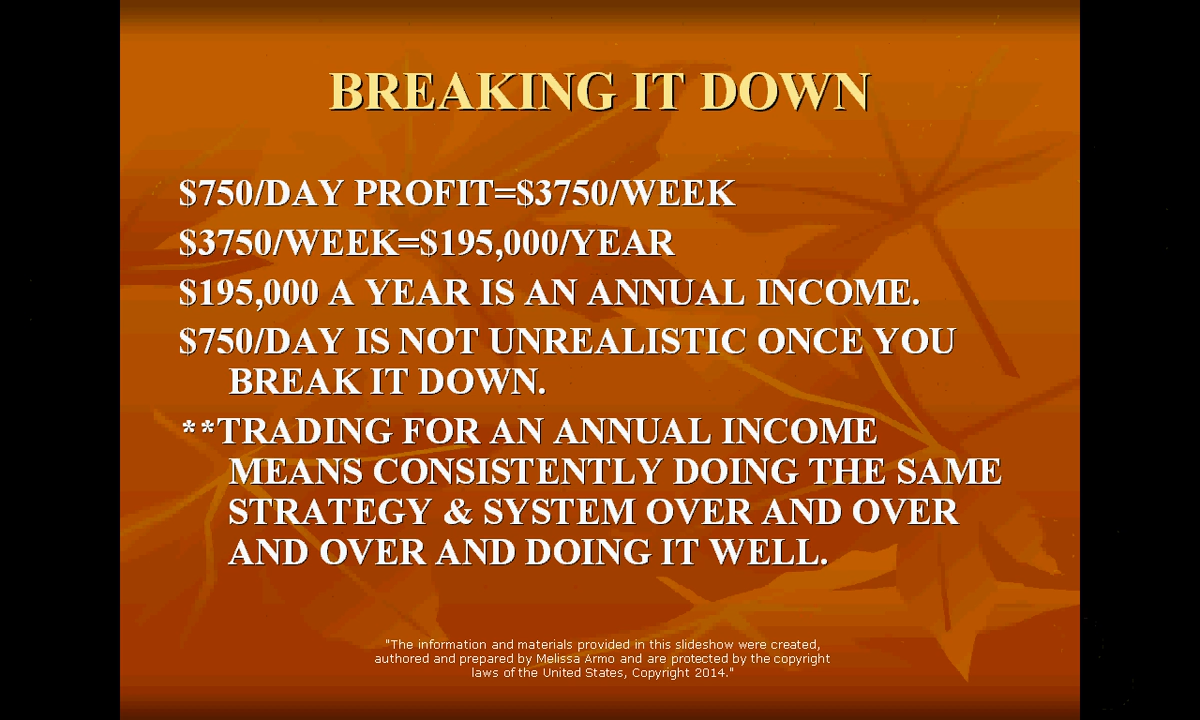 BREAKING IT DOWN
$750/DAY PROFIT=$3750/WEEK
$3750/WEEK=$195,000/YEAR
$195,000 A YEAR IS AN ANNUAL INCOME.
$750/DAY IS NOT UNREALISTIC ONCE YOU
BREAK IT DOWN.
**TRADING FOR AN ANNUAL INCOME
MEANS CONSISTENTLY DOING THE SAME
STRATEGY & SYSTEM OVER AND OVER
AND OVER AND DOING IT WELL.
"The information and materials provided in this slideshow were created,
authored and prepared by Melissa Armo and are protected by the copyright
laws of the United States, Copyright 2014."